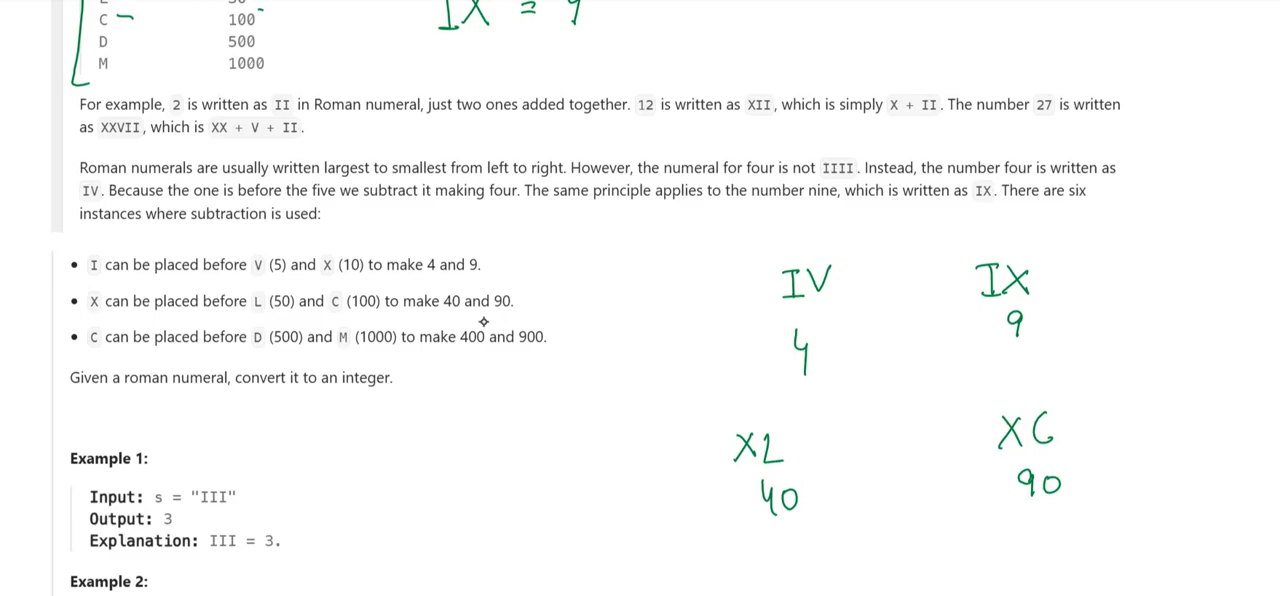 C 100
IX = 9
D 500
M 1000
For example, 2 is written as II in Roman numeral, just two ones added together. 12 is written as XII, which is simply X + II. The number 27 is written
as XXVII, which is XX + V + II.
Roman numerals are usually written largest to smallest from left to right. However, the numeral for four is not IIII. Instead, the number four is written as
IV. Because the one is before the five we subtract it making four. The same principle applies to the number nine, which is written as IX. There are six
instances where subtraction is used:
• I can be placed before V (5) and X (10) to make 4 and 9.
• X can be placed before L (50) and C (100) to make 40 and 90.
• C can be placed before D (500) and M (1000) to make 400 and 900.
Given a roman numeral, convert it to an integer.
IV IX
4 9
XL XC
40 90
Example 1:
Input: s = "III"
Output: 3
Explanation: III = 3.
Example 2: